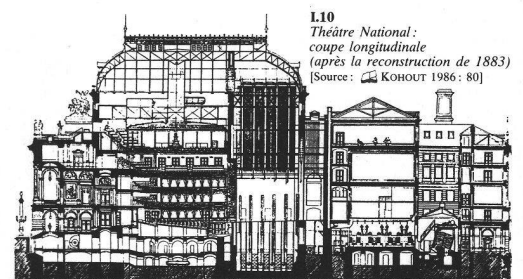 I.10
Théâtre National :
coupe longitudinale
(après la reconstruction de 1883)
[Source : KOHOUT 1986 : 80]